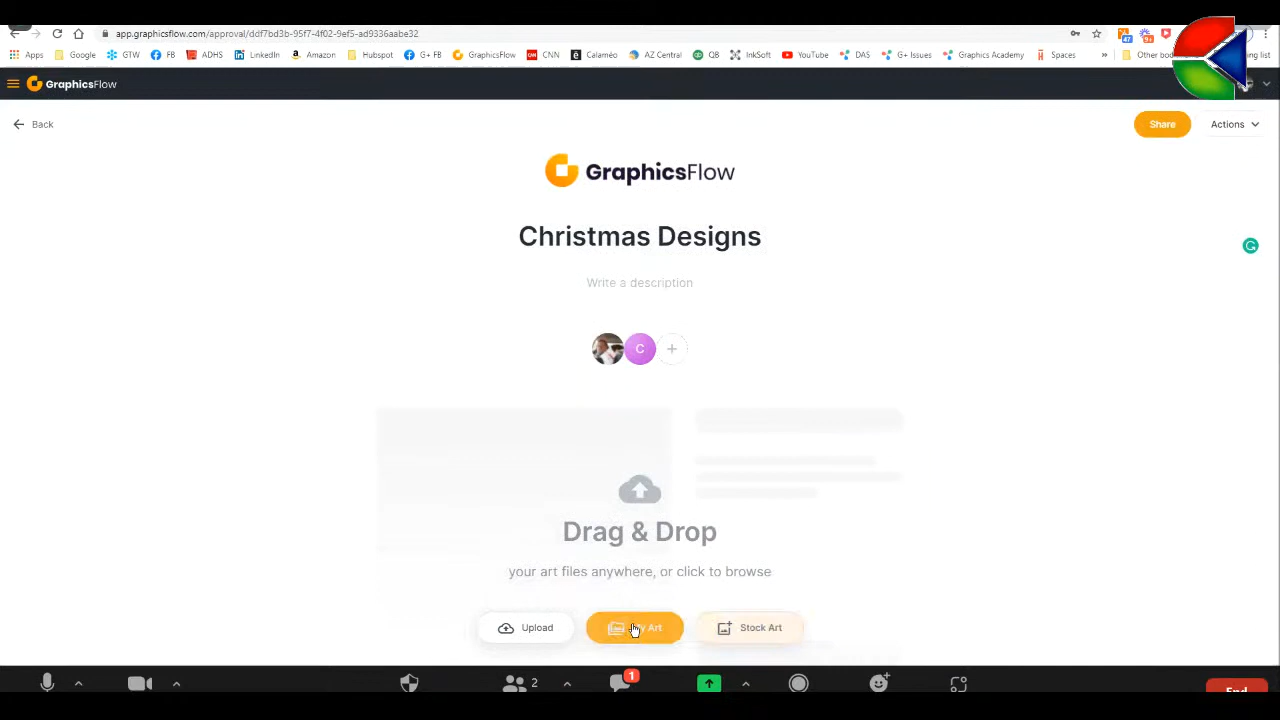 app.graphicsflow.com/approval/ddf7bd3b-95f7-4f02-9ef5-ad9336aabe32
Apps Google GTW FB ADHS LinkedIn Amazon Hubspot G+ FB GraphicsFlow CNN Calaméo AZ Central QB InkSoft YouTube DAS G+ Issues Graphics Academy Spaces » Other boo ing list
GraphicsFlow
Back
Share
Actions
GraphicsFlow
Christmas Designs
Write a description
C
Drag & Drop
your art files anywhere, or click to browse
Upload
Art
Stock Art
2
1
End